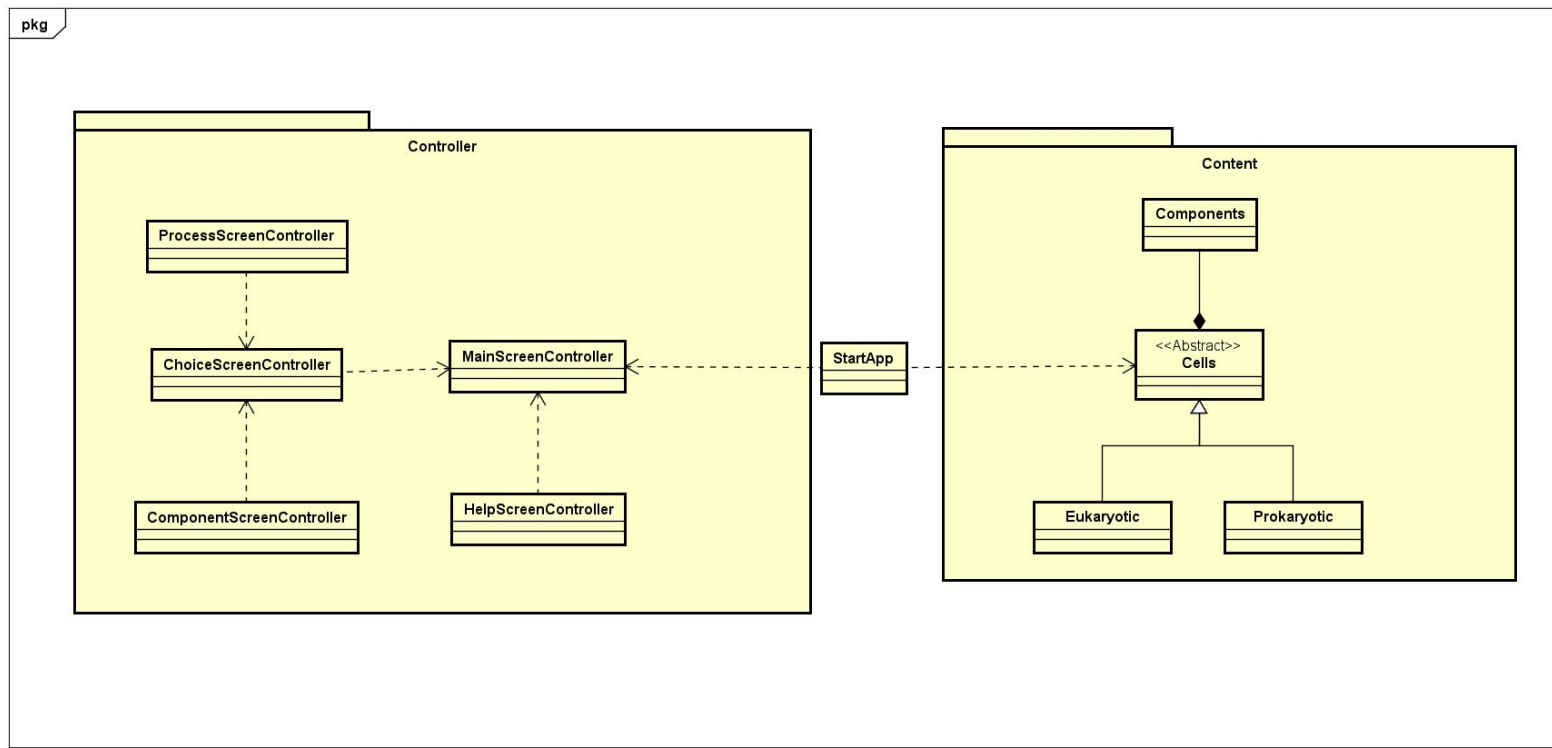 pkg
Controller
Content
Components
ProcessScreenController
ChoiceScreenController
MainScreenController
StartApp
<<Abstract>>
Cells
ComponentScreenController
HelpScreenController
Eukaryotic
Prokaryotic